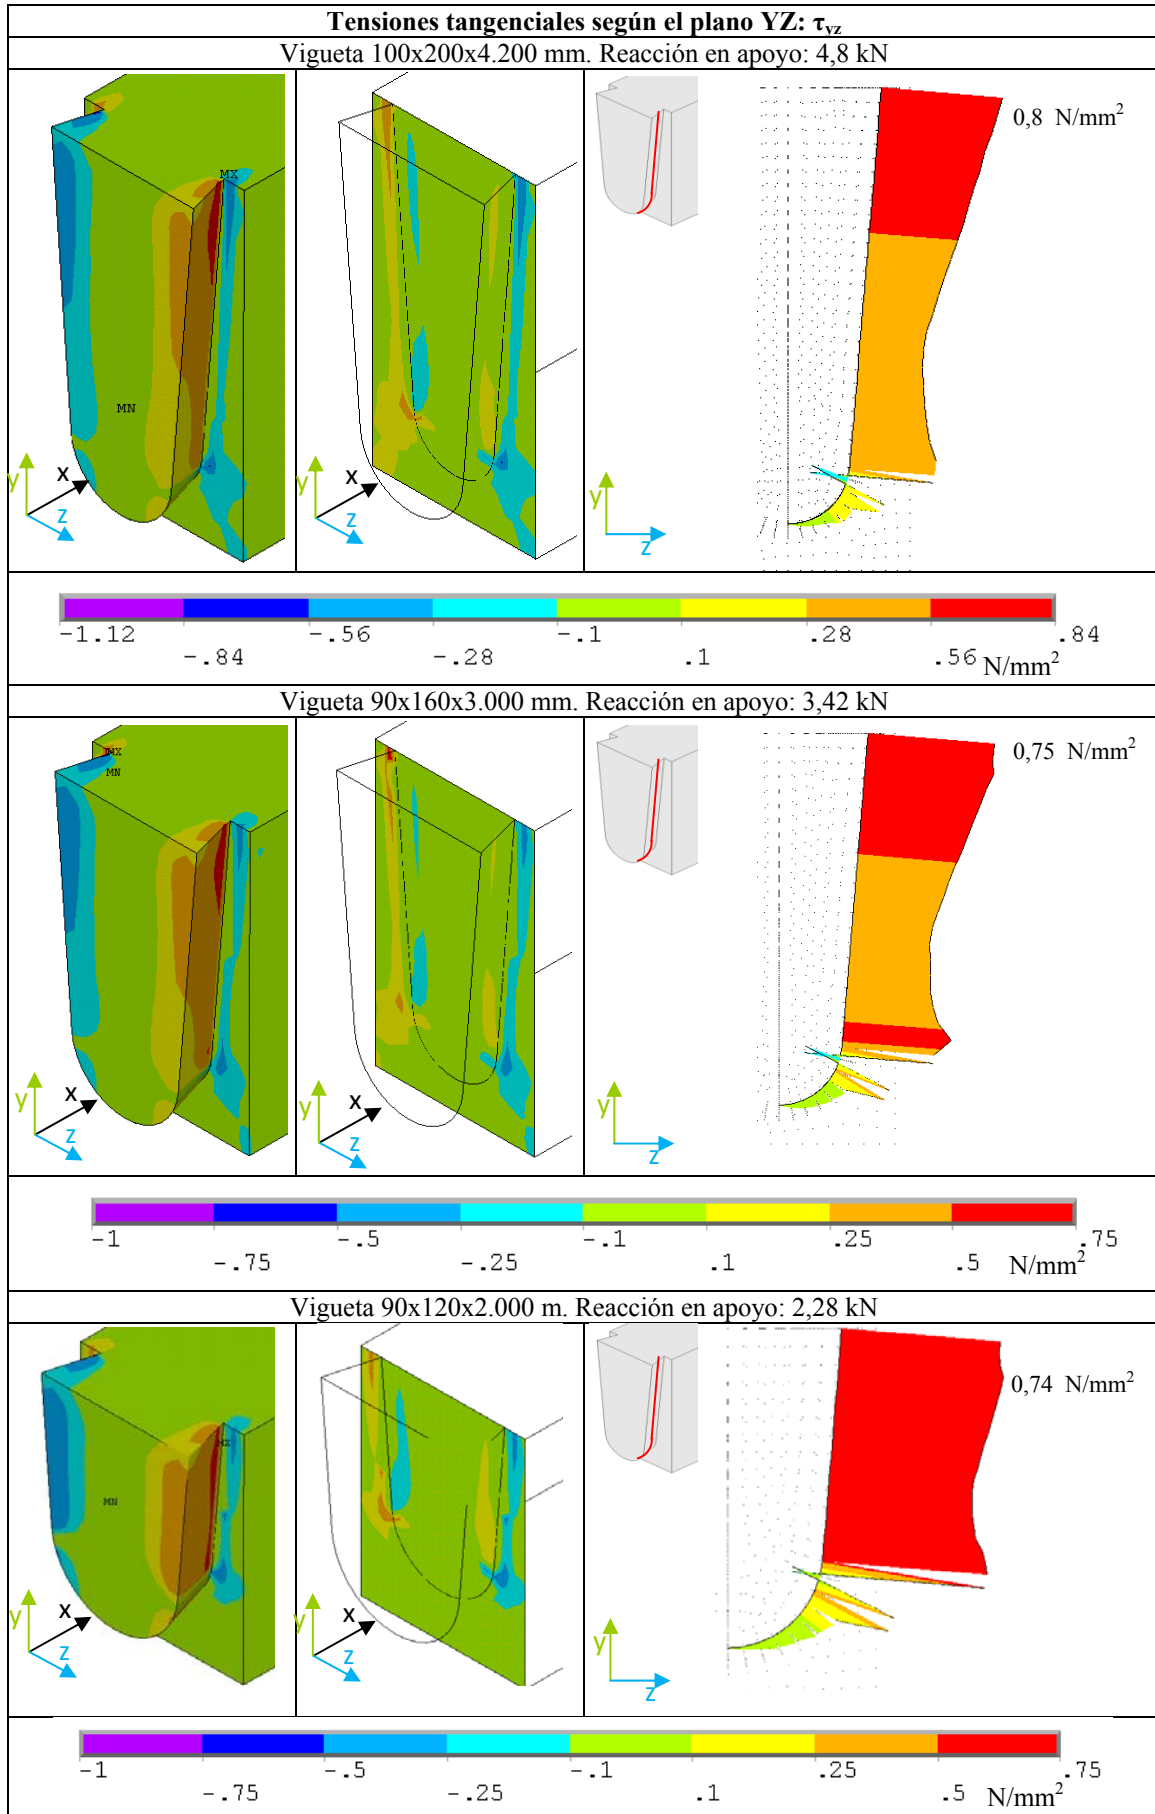 Tensiones tangenciales según el plano YZ: τyz
Vigueta 100x200x4.200 mm. Reacción en apoyo: 4,8 kN
MX
MN
y
x
z
y
x
z
0,8 N/mm²
y
z
-1.12 -.84 -.56 -.28 -.1 .1 .28 .56 .84
N/mm²
Vigueta 90x160x3.000 mm. Reacción en apoyo: 3,42 kN
MX
MN
y
x
z
y
x
z
0,75 N/mm²
y
z
-1 -.75 -.5 -.25 -.1 .1 .25 .5 .75
N/mm²
Vigueta 90x120x2.000 m. Reacción en apoyo: 2,28 kN
MX
MN
y
x
z
y
x
z
0,74 N/mm²
y
z
-1 -.75 -.5 -.25 -.1 .1 .25 .5 .75
N/mm²